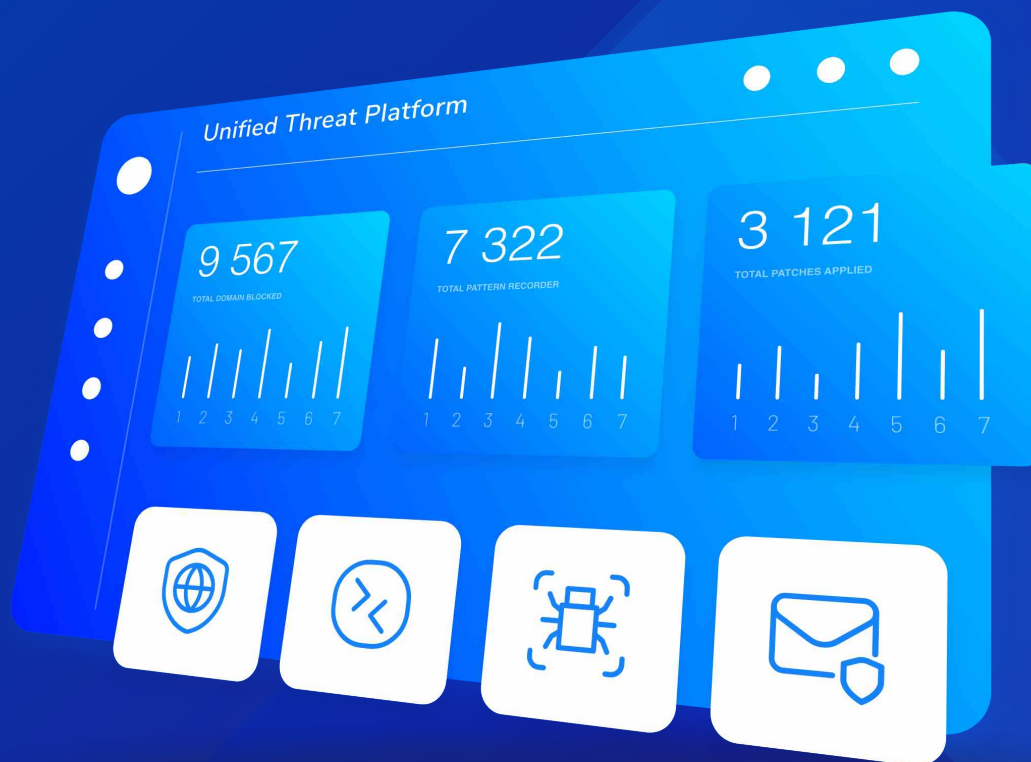 Unified Threat Platform
9 567
TOTAL DOMAIN BLOCKED
1 2 3 4 5 6 7
7 322
TOTAL PATTERN RECORDER
1 2 3 4 5 6 7
3 121
TOTAL PATCHES APPLIED
1 2 3 4 5 6 7